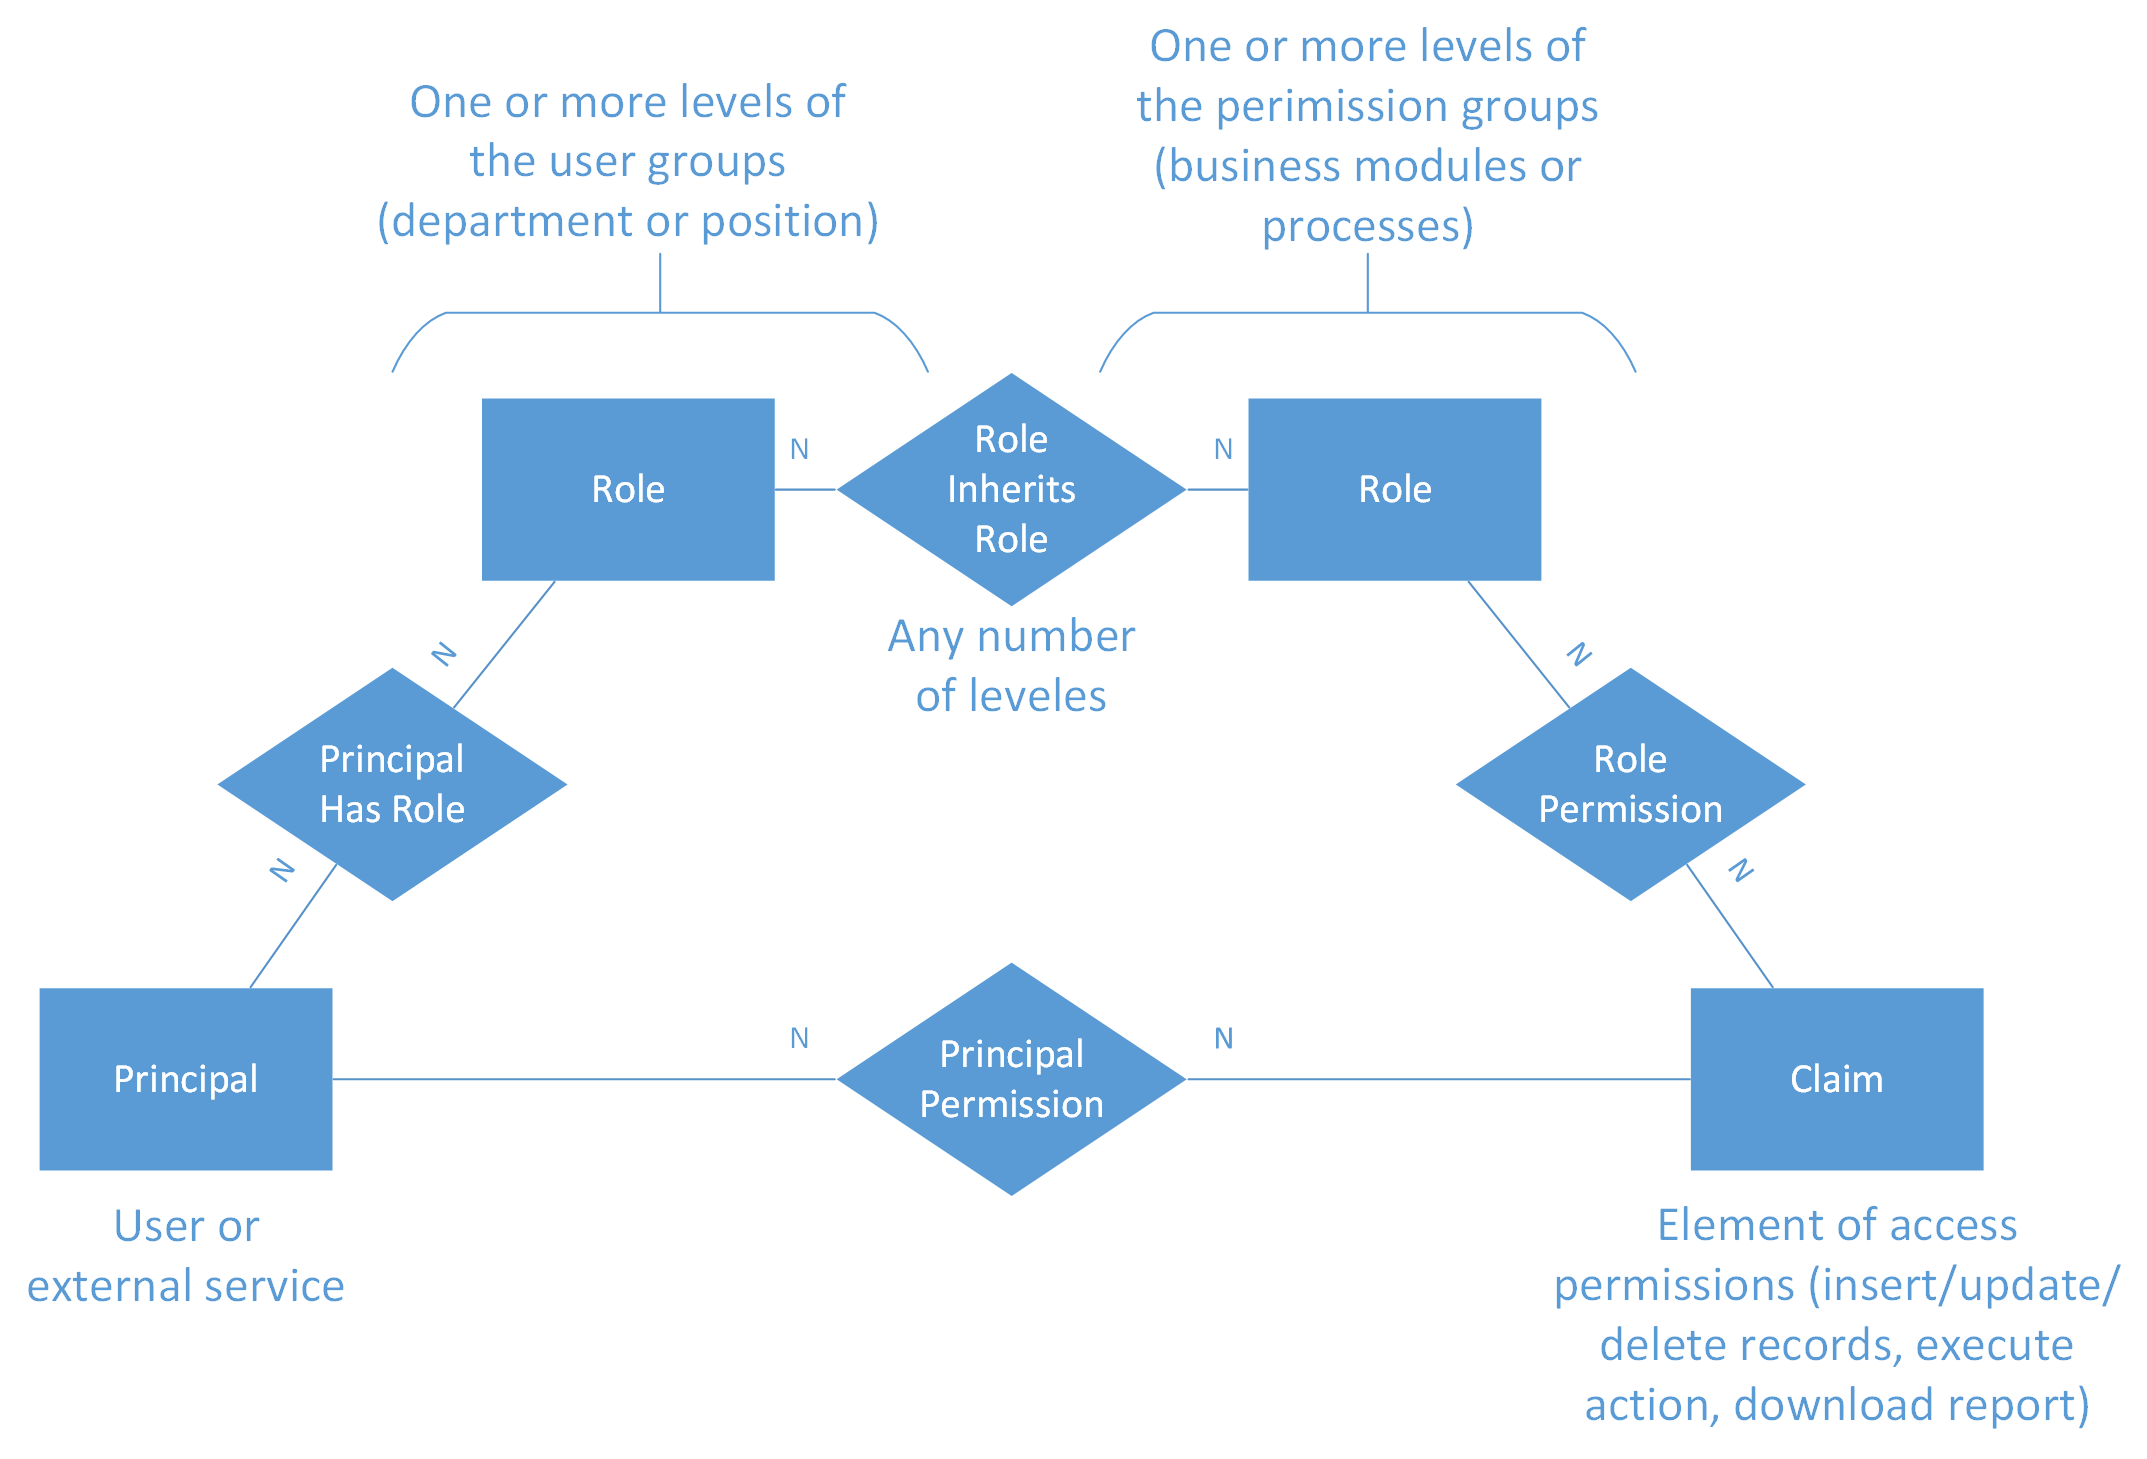 One or more levels of
the user groups
(department or position)
One or more levels of
the perimission groups
(business modules or
processes)
Role
N
Role
Inherits
Role
N
Role
Any number
of leveles
N
N
Principal
Has Role
Role
Permission
N
N
Principal
N
Principal
Permission
N
Claim
User or
external service
Element of access
permissions (insert/update/
delete records, execute
action, download report)